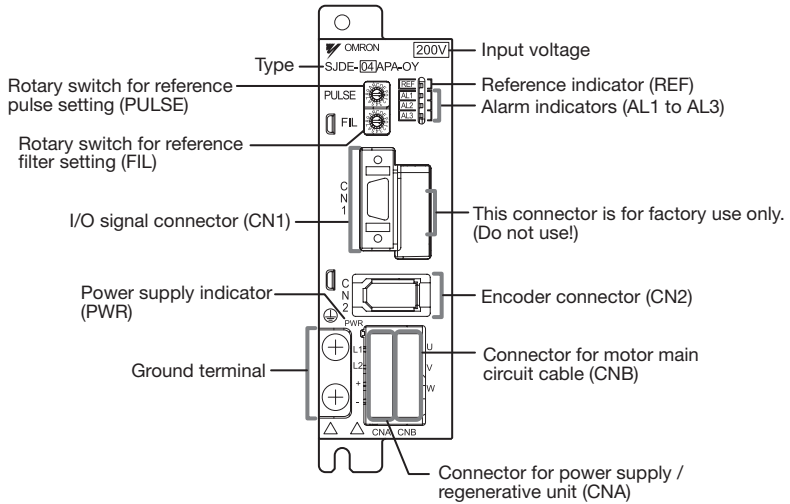 OMRON
200V
Input voltage
Type
SJDE-04APA-OY
Rotary switch for reference
pulse setting (PULSE)
PULSE
REF
AL1
AL2
AL3
Reference indicator (REF)
Alarm indicators (AL1 to AL3)
FIL
Rotary switch for reference
filter setting (FIL)
CN1
I/O signal connector (CN1)
This connector is for factory use only.
(Do not use!)
CN2
Encoder connector (CN2)
Power supply indicator
(PWR)
PWR
L1
L2
+
-
U
V
W
Ground terminal
Connector for motor main
circuit cable (CNB)
CNA CNB
Connector for power supply /
regenerative unit (CNA)